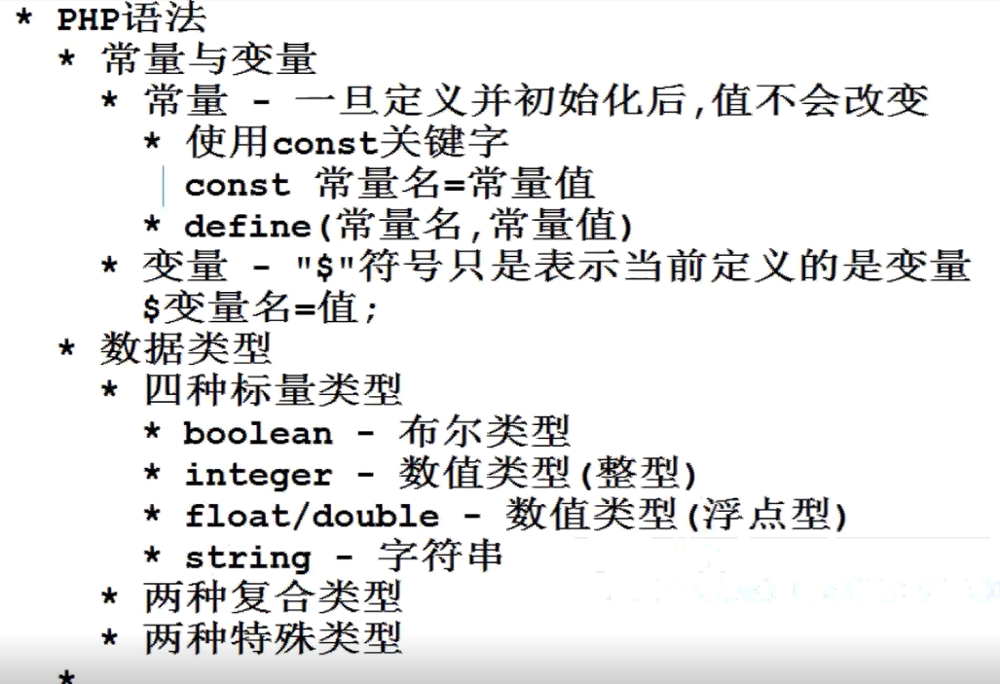 * PHP语法
* 常量与变量
* 常量 - 一旦定义并初始化后,值不会改变
* 使用const关键字
const 常量名=常量值
* define(常量名,常量值)
* 变量 - "$"符号只是表示当前定义的是变量
$变量名=值;
* 数据类型
* 四种标量类型
* boolean - 布尔类型
* integer - 数值类型(整型)
* float/double - 数值类型(浮点型)
* string - 字符串
* 两种复合类型
* 两种特殊类型
*